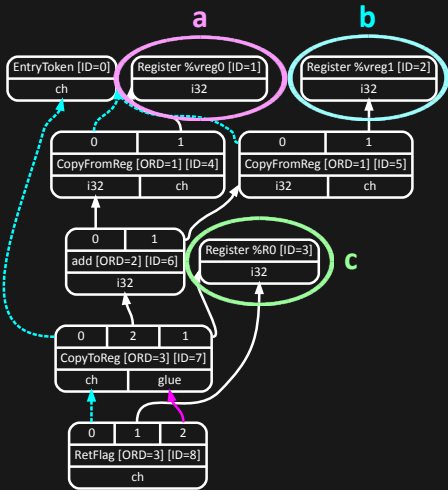 a
b
EntryToken [ID=0]
ch
Register %vreg0 [ID=1]
i32
Register %vreg1 [ID=2]
i32
0 1
CopyFromReg [ORD=1] [ID=4]
i32 ch
0 1
CopyFromReg [ORD=1] [ID=5]
i32 ch
0 1
add [ORD=2] [ID=6]
i32
Register %R0 [ID=3]
i32
c
0 2 1
CopyToReg [ORD=3] [ID=7]
ch glue
0 1 2
RetFlag [ORD=3] [ID=8]
ch